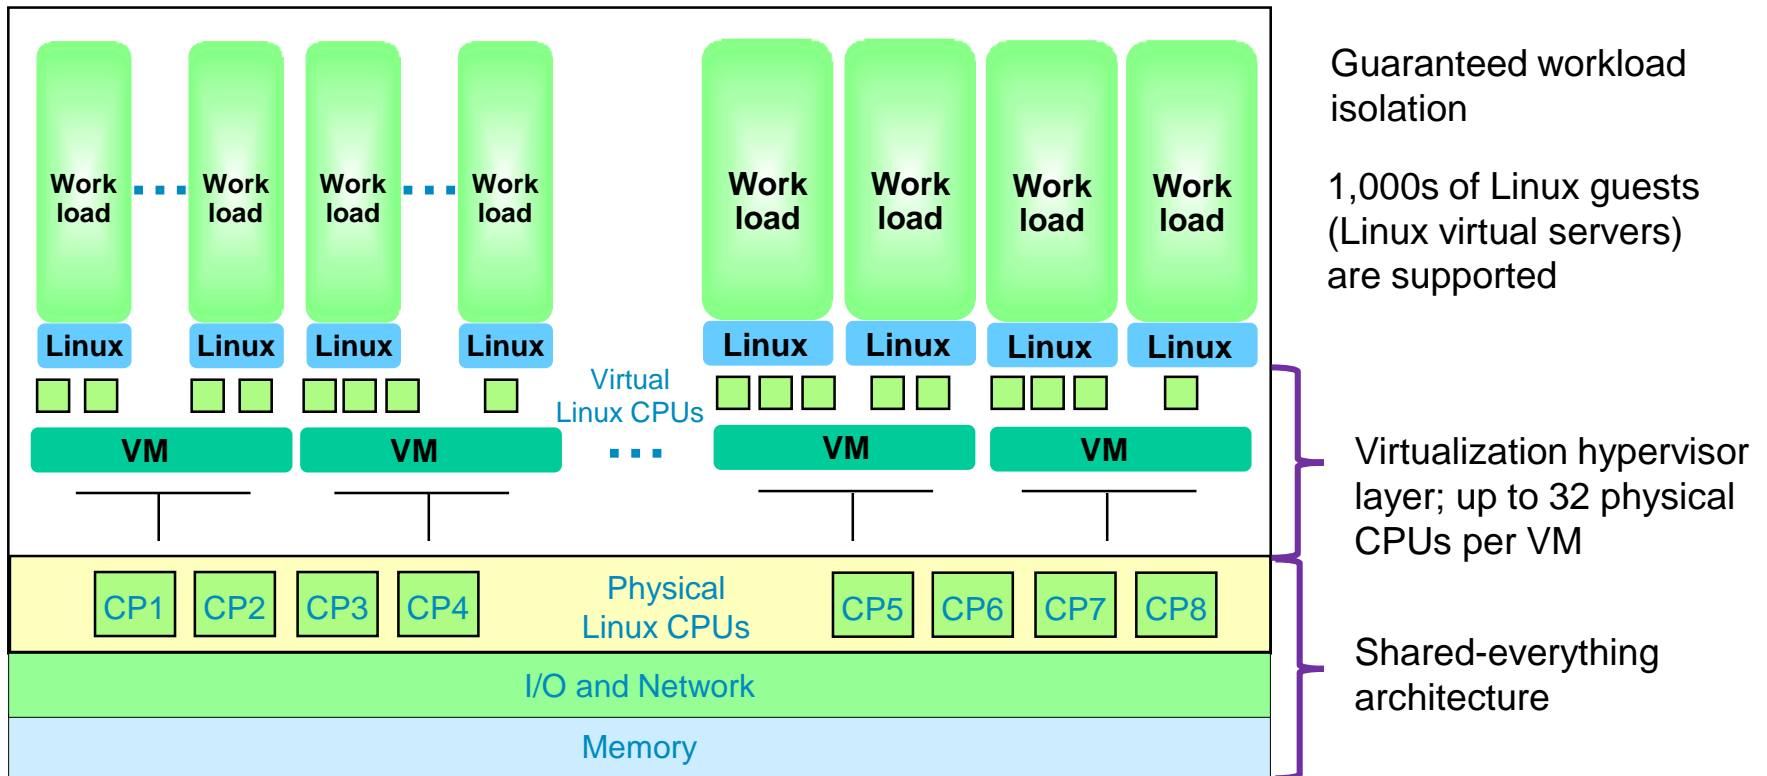 Work
load
Work
load
Work
load
Work
load
Work
load
Work
load
Work
load
Work
load
Linux
Linux
Linux
Linux
Linux
Linux
Linux
Linux
Virtual
Linux CPUs
VM
VM
VM
VM
CP1
CP2
CP3
CP4
Physical
Linux CPUs
CP5
CP6
CP7
CP8
I/O and Network
Memory
Guaranteed workload
isolation
1,000s of Linux guests
(Linux virtual servers)
are supported
Virtualization hypervisor
layer; up to 32 physical
CPUs per VM
Shared-everything
architecture